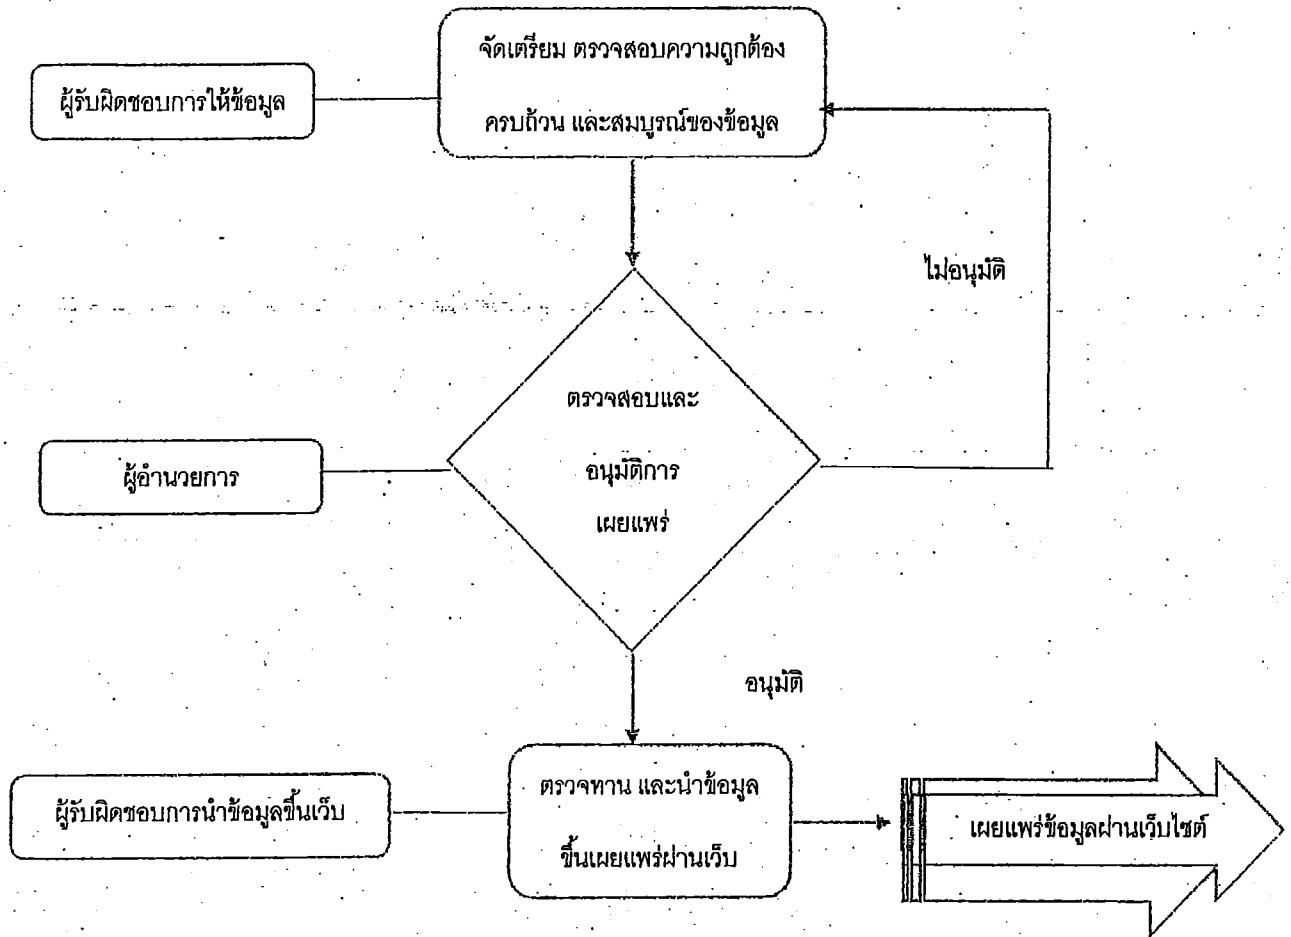 จัดเตรียม ตรวจสอบความถูกต้อง
ผู้รับผิดชอบการให้ข้อมูล
ครบถ้วน และสมบูรณ์ของข้อมูล
ไม่อนุมัติ
ตรวจสอบและ
ผู้อำนวยการ
อนุมัติการ
เผยแพร่
อนุมัติ
ตรวจทาน และนำข้อมูล
ผู้รับผิดชอบการนำข้อมูลขึ้นเว็บ
เผยแพร่ข้อมูลผ่านเว็บไซต์
ขึ้นเผยแพร่ผ่านเว็บ